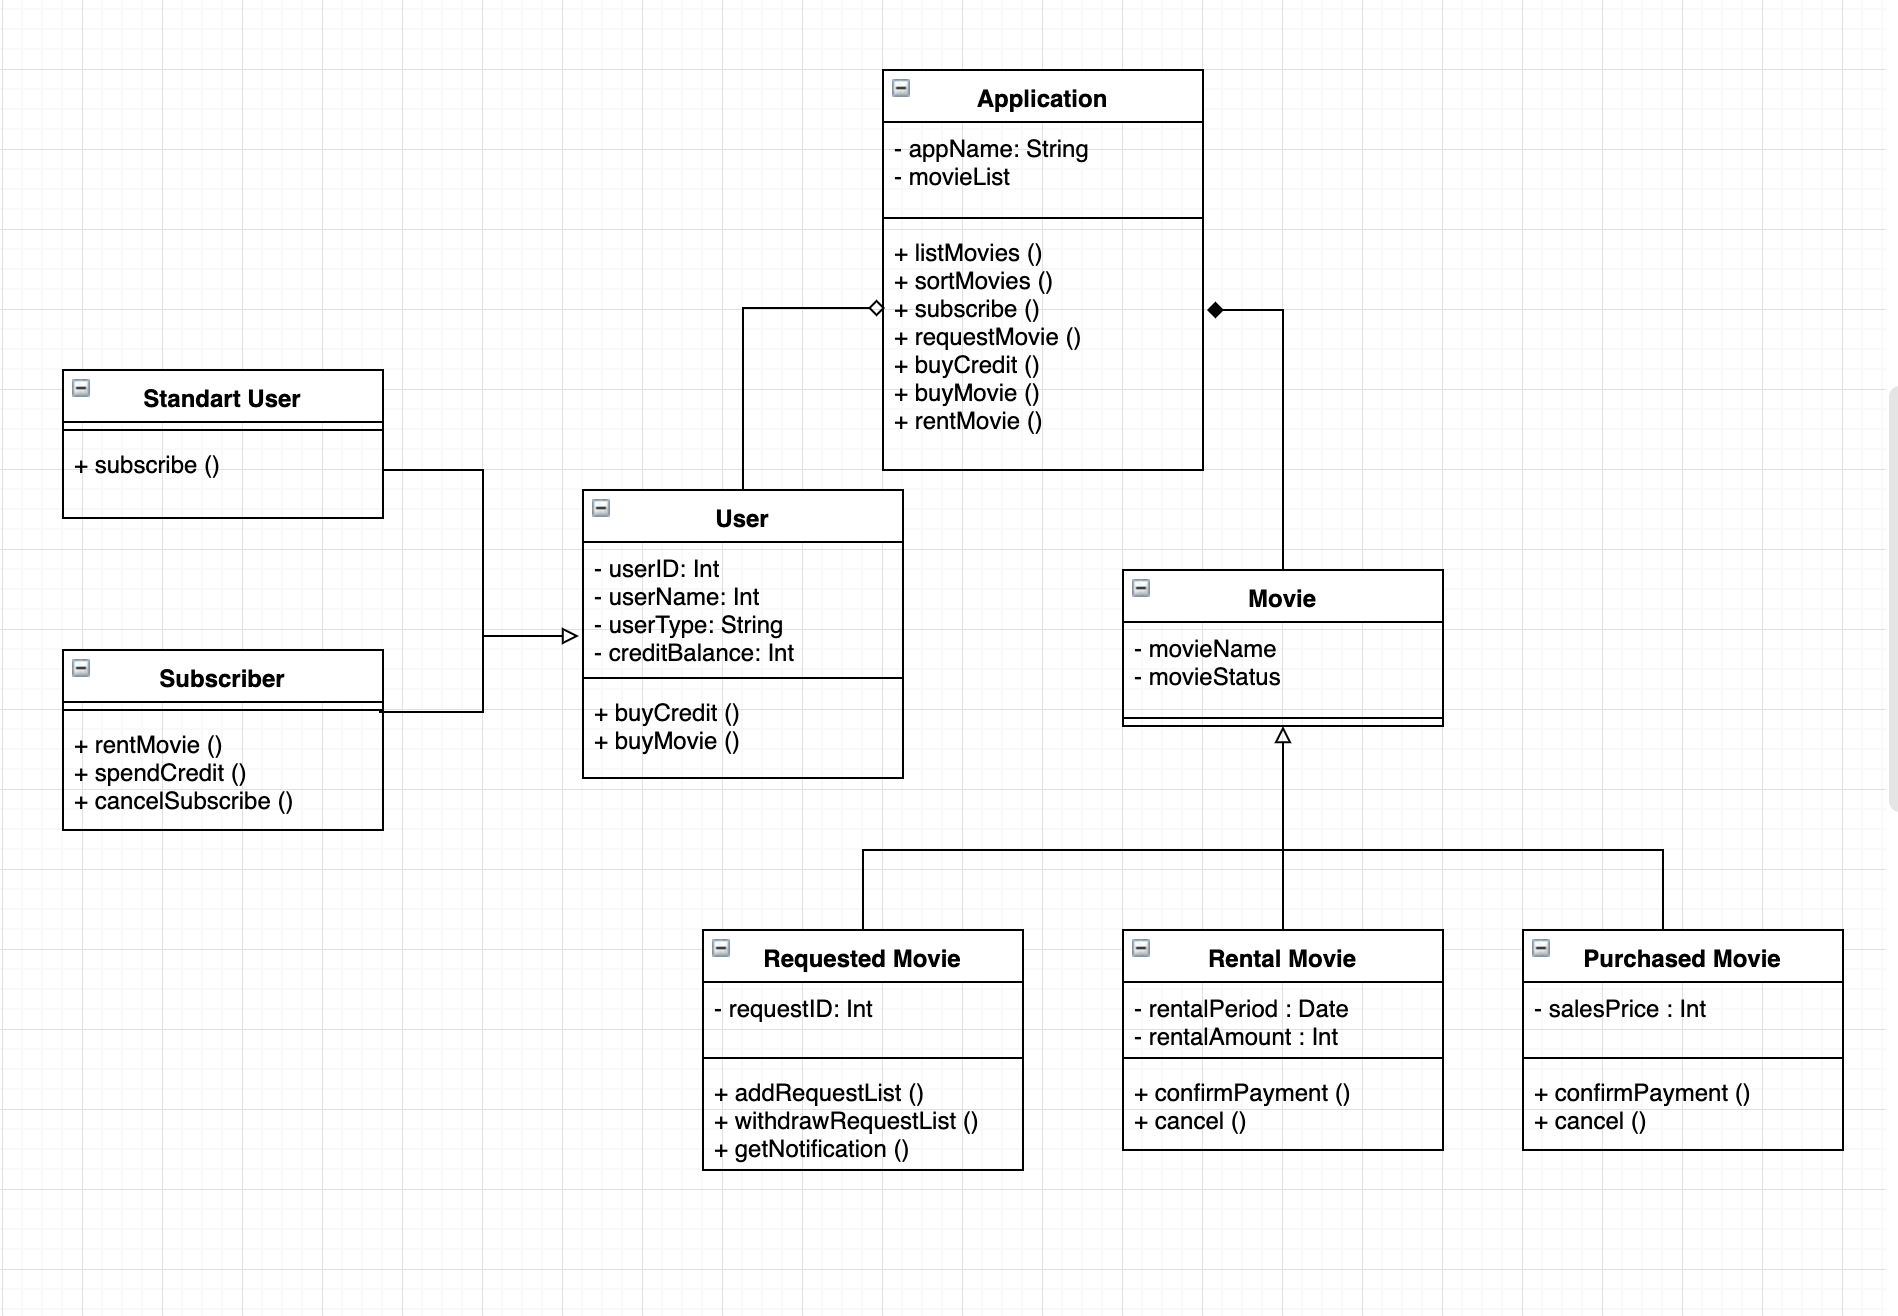 Application
- appName: String
- movieList
+ listMovies ()
+ sortMovies ()
+ subscribe ()
+ requestMovie ()
+ buyCredit ()
+ buyMovie ()
+ rentMovie ()
Standart User
+ subscribe ()
User
- userID: Int
- userName: Int
- userType: String
- creditBalance: Int
+ buyCredit ()
+ buyMovie ()
Subscriber
+ rentMovie ()
+ spendCredit ()
+ cancelSubscribe ()
Movie
- movieName
- movieStatus
Requested Movie
- requestID: Int
+ addRequestList ()
+ withdrawRequestList ()
+ getNotification ()
Rental Movie
- rentalPeriod : Date
- rentalAmount : Int
+ confirmPayment ()
+ cancel ()
Purchased Movie
- salesPrice : Int
+ confirmPayment ()
+ cancel ()